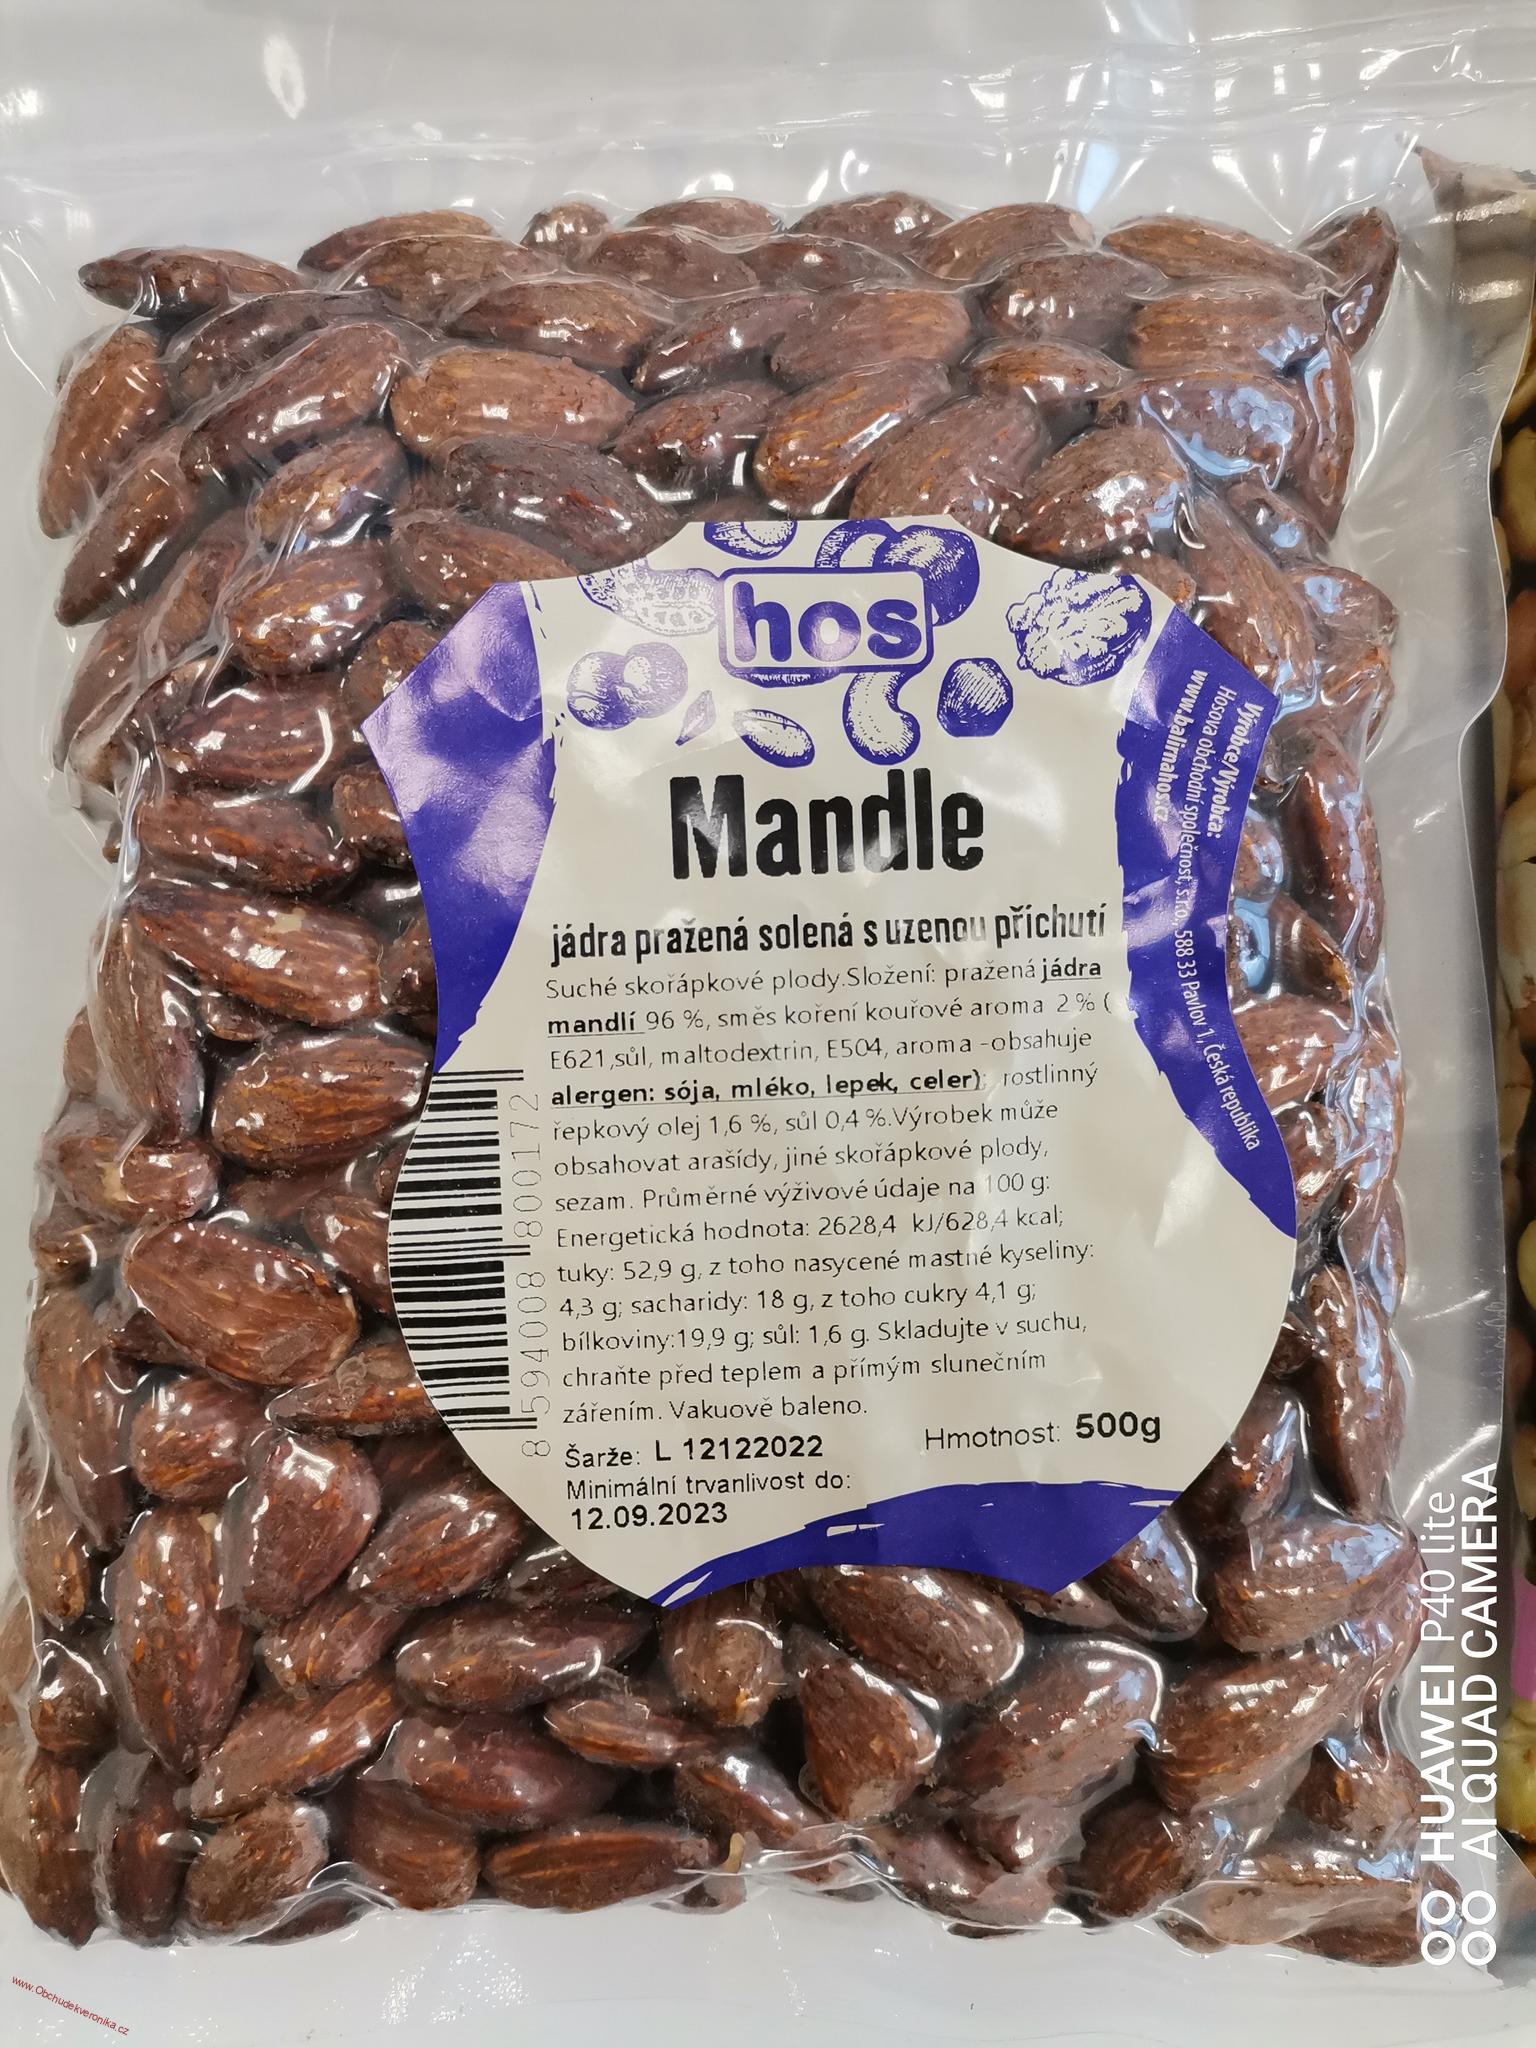 hos
Mandle
jádra pražená solená s uzenou příchutí
Suché skořápkové plody.Složení: pražená jádra
mandlí 96 %, směs koření kouřové aroma 2 % (
E621,sůl, maltodextrin, E504, aroma -obsahuje
alergen: sója, mléko, lepek, celer); rostlinný
řepkový olej 1,6 %, sůl 0,4 %.Výrobek může
obsahovat arašídy, jiné skořápkové plody,
sezam. Průměrné výživové údaje na 100 g:
Energetická hodnota: 2628,4 kJ/628,4 kcal;
tuky: 52,9 g, z toho nasycené mastné kyseliny:
4,3 g; sacharidy: 18 g, z toho cukry 4,1 g;
bílkoviny:19,9 g; sůl: 1,6 g. Skladujte v suchu,
chraňte před teplem a přímým slunečním
zářením. Vakuově baleno.
Šarže: L 12122022
Hmotnost: 500g
Minimální trvanlivost do:
12.09.2023
8 594008 800172
Výrobce/Výrobca:
Hosova obchodní společnost, s.r.o., 588 33 Pavlov 1, Česká republika
www.balirnahos.cz
HUAWEI P40 lite
AI QUAD CAMERA
www.Obchudekveronika.cz